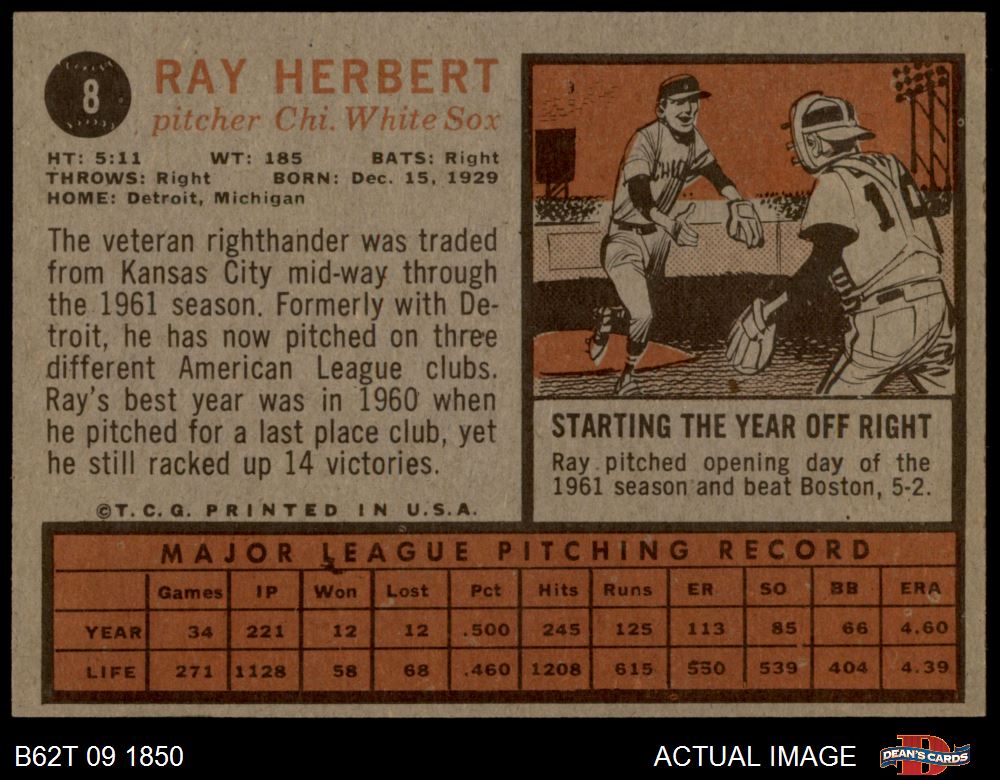 8
RAY HERBERT
pitcher Chi. White Sox
HT: 5:11 WT: 185 BATS: Right
THROWS: Right BORN: Dec. 15, 1929
HOME: Detroit, Michigan
The veteran righthander was traded
from Kansas City mid-way through
the 1961 season. Formerly with De-
troit, he has now pitched on three
different American League clubs.
Ray's best year was in 1960 when
he pitched for a last place club, yet
he still racked up 14 victories.
©T.C.G. PRINTED IN U.S.A.
CHICAGO
10
STARTING THE YEAR OFF RIGHT
Ray pitched opening day of the
1961 season and beat Boston, 5-2.
MAJOR LEAGUE PITCHING RECORD
Games IP Won Lost Pct Hits Runs ER SO BB ERA
YEAR 34 221 12 12 .500 245 125 113 85 66 4.60
LIFE 271 1128 58 68 .460 1208 615 550 539 404 4.39
B62T 09 1850
ACTUAL IMAGE
DEAN'S CARDS